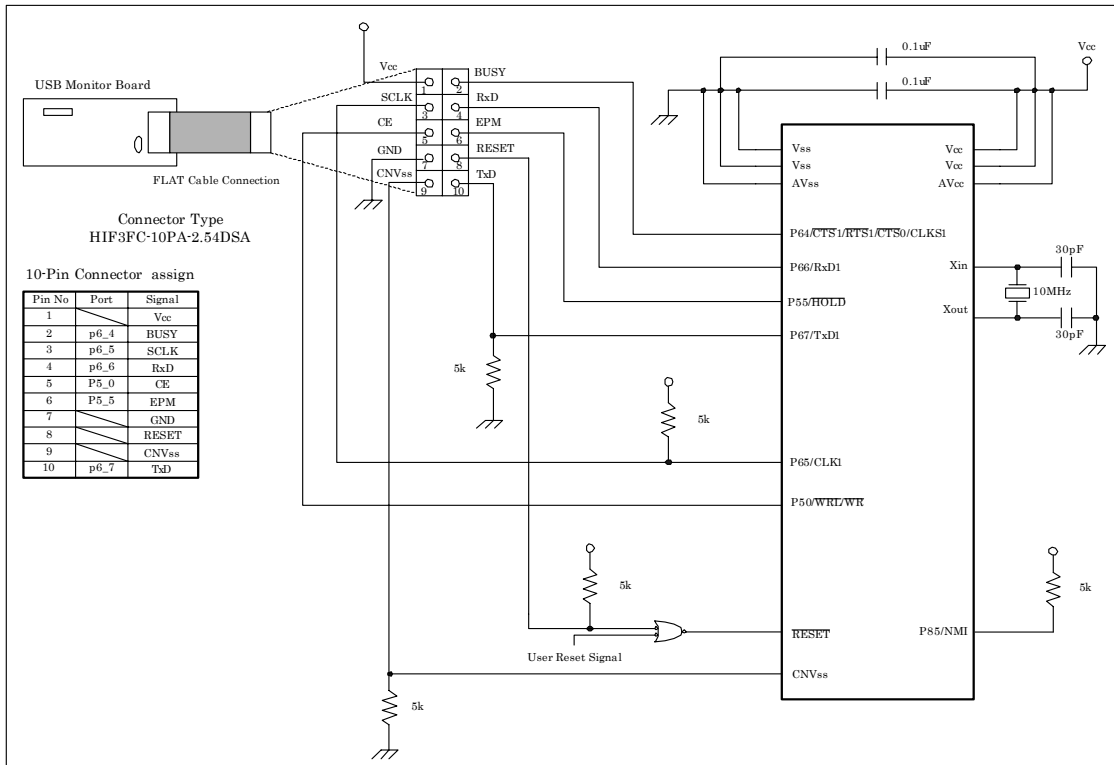 USB Monitor Board
FLAT Cable Connection
Connector Type
HIF3FC-10PA-2.54DSA
10-Pin Connector assign
Pin No Port Signal
1 Vcc
2 p6_4 BUSY
3 p6_5 SCLK
4 p6_6 RxD
5 P5_0 CE
6 P5_5 EPM
7 GND
8 RESET
9 CNVss
10 p6_7 TxD
Vcc
1
2
BUSY
SCLK
3
4
RxD
CE
5
6
EPM
GND
7
8
RESET
CNVss
9
10
TxD
0.1uF
0.1uF
Vcc
Vss
Vss
AVss
Vcc
Vcc
AVcc
P64/CTS1/RTS1/CTS0/CLKS1
P66/RxD1
P55/HOLD
P67/TxD1
P65/CLK1
P50/WRL/WR
RESET
CNVss
Xin
Xout
P85/NMI
30pF
10MHz
30pF
5k
5k
5k
5k
5k
User Reset Signal